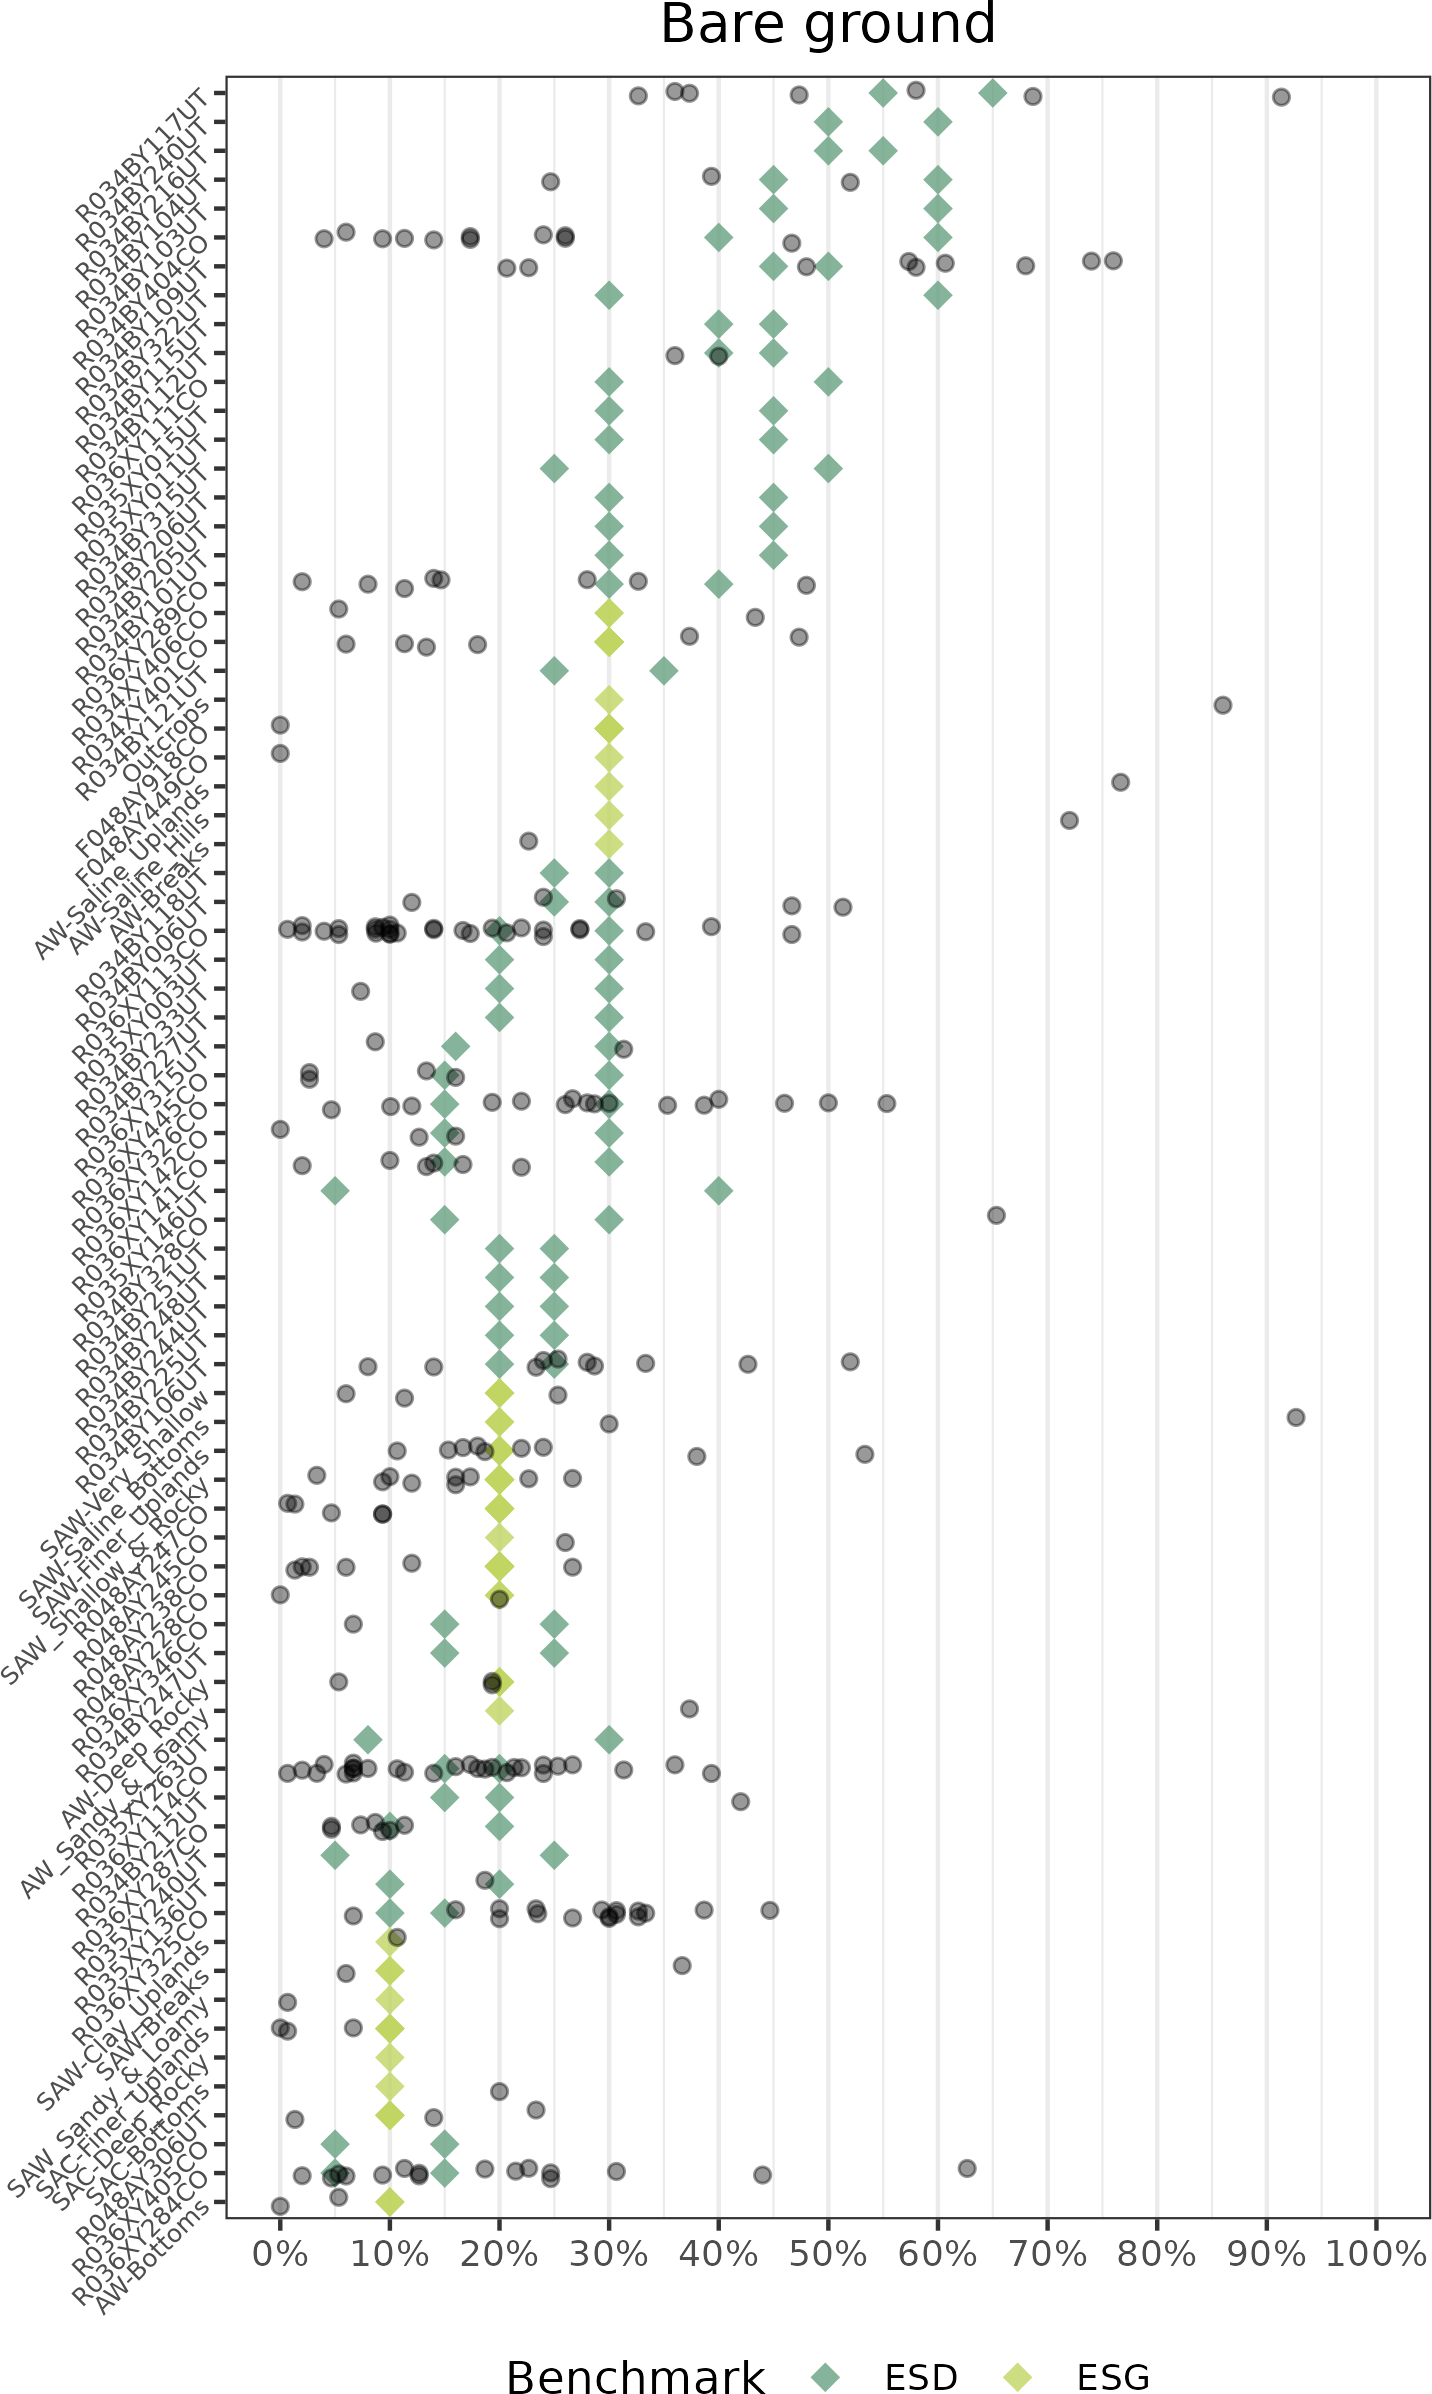 Bare ground
R034BY117UT
R034BY240UT
R034BY216UT
R034BY104UT
R034BY103UT
R034BY404CO
R034BY109UT
R034BY322UT
R034BY115UT
R034BY112UT
R036XY111CO
R035XY015UT
R035XY011UT
R034BY315UT
R034BY206UT
R034BY205UT
R034BY101UT
R036XY289CO
R034XY406CO
R034XY401CO
R034BY121UT
Outcrops
F048AY918CO
F048AY449CO
AW-Saline Uplands
AW-Saline Hills
AW-Breaks
R034BY118UT
R034BY006UT
R036XY113CO
R035XY003UT
R034BY233UT
R034BY227UT
R036XY315UT
R036XY445CO
R036XY326CO
R036XY142CO
R036XY141CO
R035XY146UT
R034BY328CO
R034BY251UT
R034BY248UT
R034BY244UT
R034BY225UT
R034BY106UT
SAW-Very Shallow
SAW-Saline Bottoms
SAW-Finer Uplands
SAW_Shallow & Rocky
R048AY247CO
R048AY245CO
R048AY238CO
R048AY228CO
R036XY346CO
R034BY247UT
AW-Deep Rocky
AW_Sandy & Loamy
R035XY263UT
R036XY114CO
R034BY212UT
R036XY287CO
R035XY240UT
R035XY136UT
R036XY325CO
SAW-Clay Uplands
SAW-Breaks
SAW_Sandy & Loamy
SAC-Finer Uplands
SAC-Deep Rocky
SAC-Bottoms
R048AY306UT
R036XY405CO
R036XY284CO
AW-Bottoms
0% 10% 20% 30% 40% 50% 60% 70% 80% 90% 100%
Benchmark ESD ESG